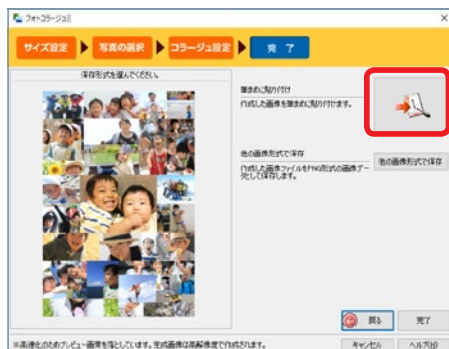 フォトコラージュII
サイズ設定
写真の選択
コラージュ設定
完 了
保存形式を選んでください。
筆まめに貼り付け
作成した画像を筆まめに貼り付けます。
他の画像形式で保存
作成した画像ファイルをPNG形式の画像デー
タとして保存します。
他の画像形式で保存
戻る
完了
※高速化のためプレビュー画質を落としています。完成画像は高解像度で作成されます。
キャンセル
ヘルプ(H)